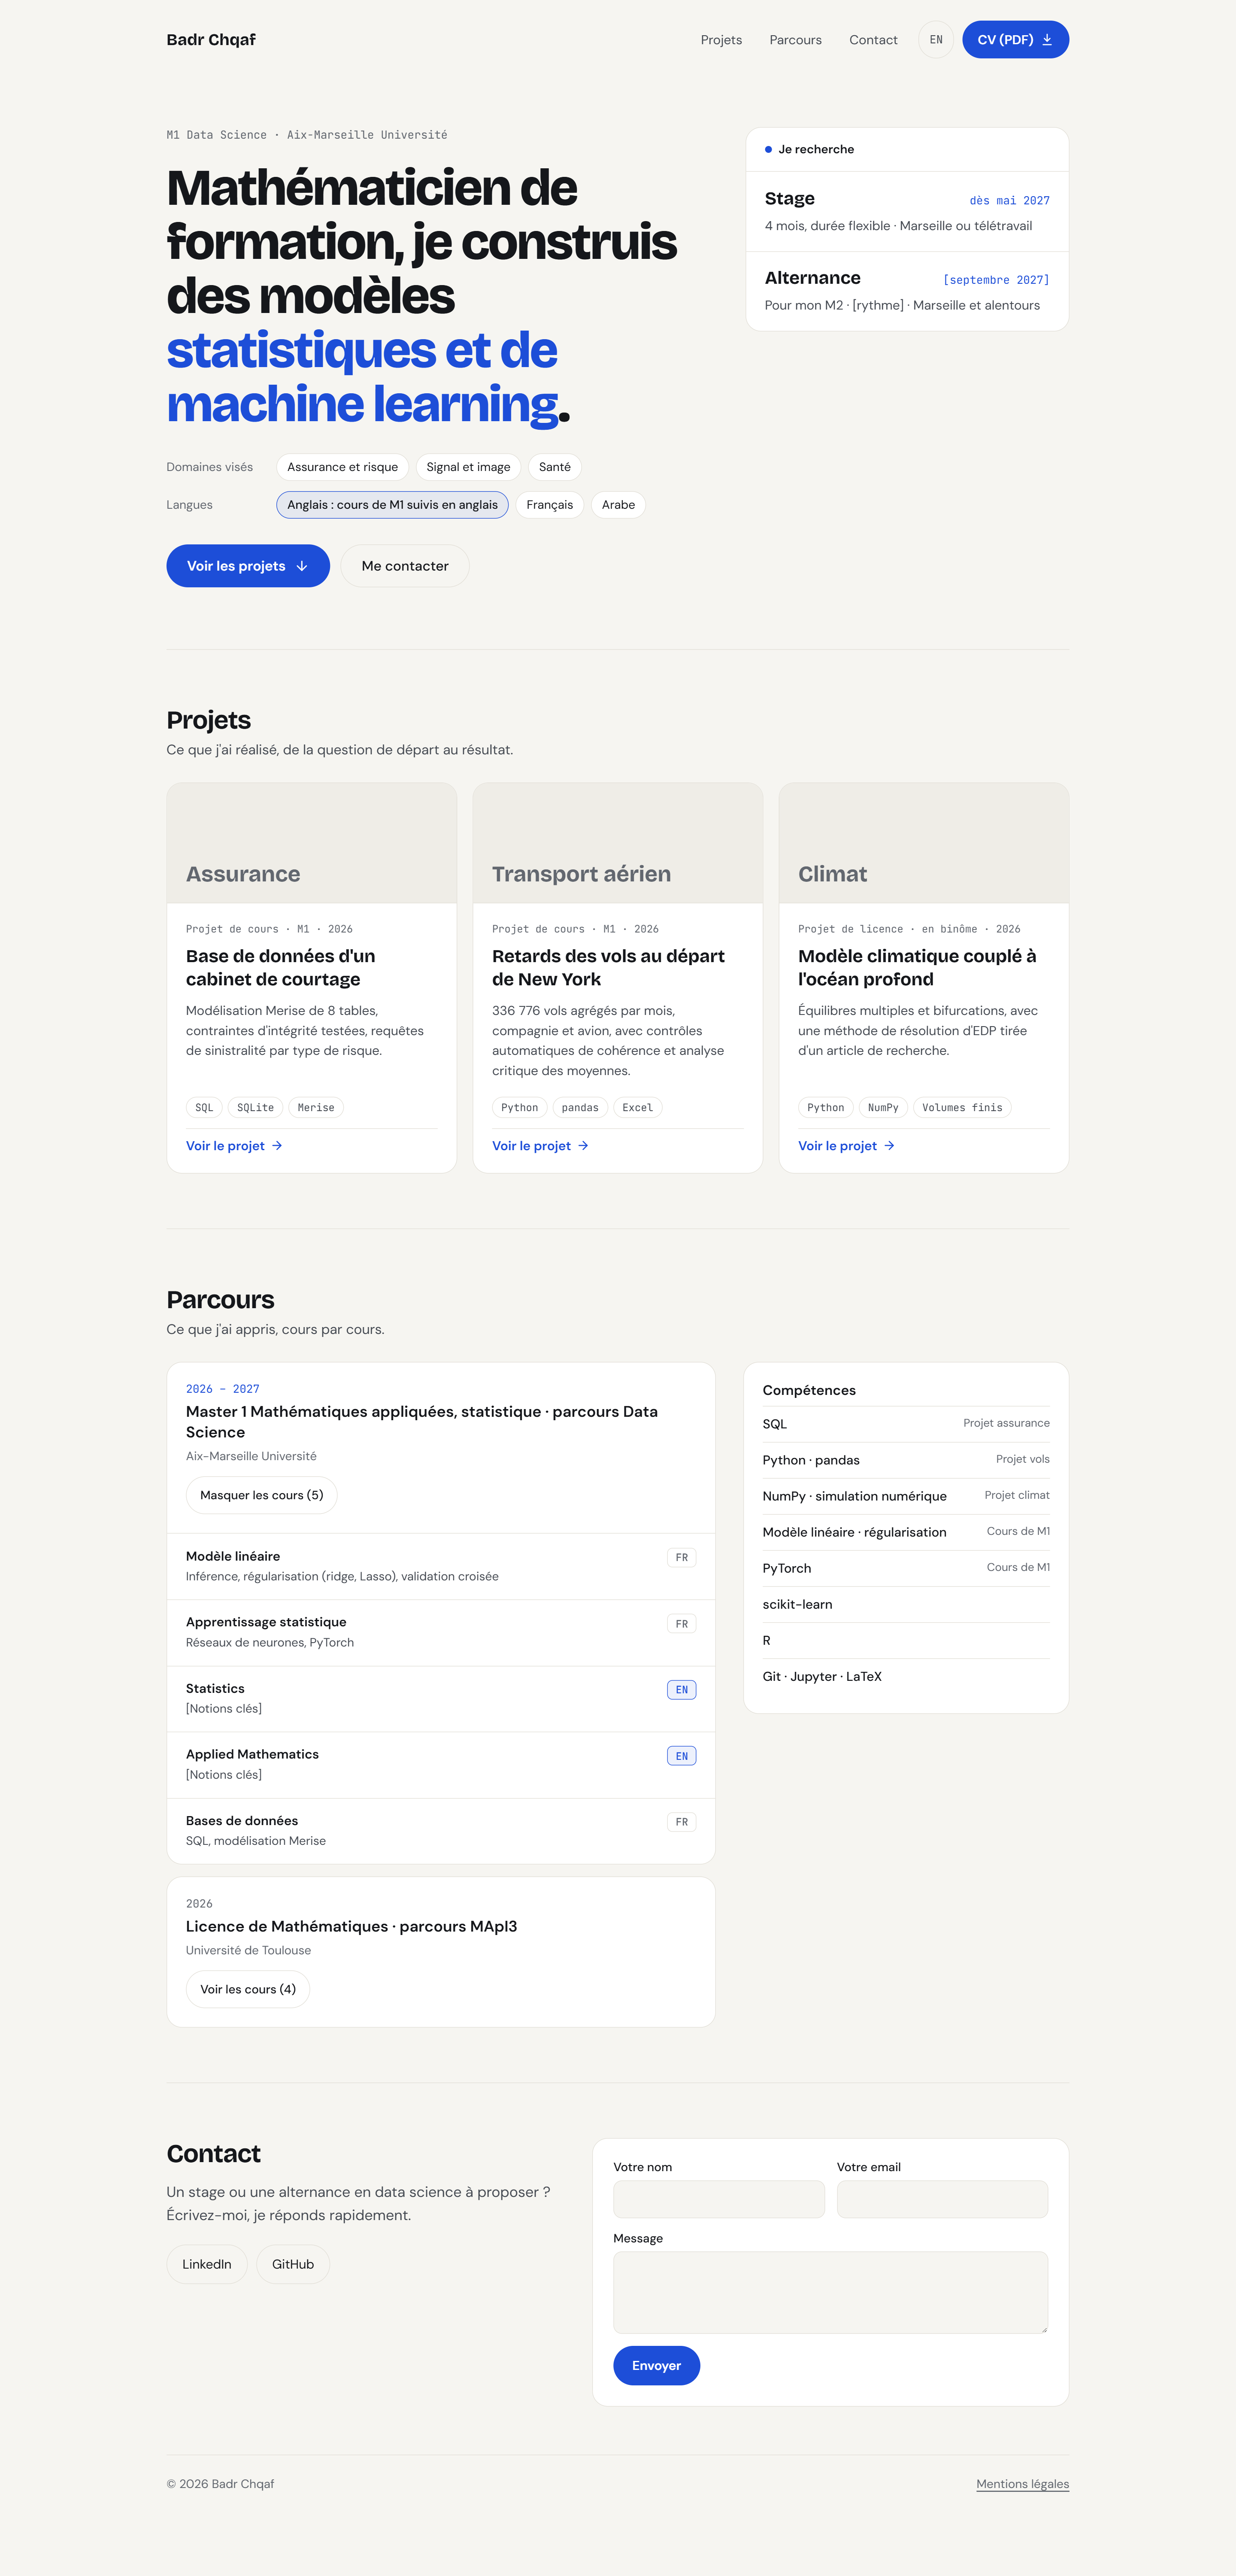 Badr Chqaf
Projets
Parcours
Contact
EN
CV (PDF)
M1 Data Science · Aix-Marseille Université
Mathématicien de
formation, je construis
des modèles
statistiques et de
machine learning.
Domaines visés
Assurance et risque
Signal et image
Santé
Langues
Anglais : cours de M1 suivis en anglais
Français
Arabe
Voir les projets
Me contacter
Je recherche
Stage
dès mai 2027
4 mois, durée flexible · Marseille ou télétravail
Alternance
[septembre 2027]
Pour mon M2 · [rythme] · Marseille et alentours
Projets
Ce que j'ai réalisé, de la question de départ au résultat.
Assurance
Projet de cours · M1 · 2026
Base de données d'un
cabinet de courtage
Modélisation Merise de 8 tables,
contraintes d'intégrité testées, requêtes
de sinistralité par type de risque.
SQL
SQLite
Merise
Voir le projet
Transport aérien
Projet de cours · M1 · 2026
Retards des vols au départ
de New York
336 776 vols agrégés par mois,
compagnie et avion, avec contrôles
automatiques de cohérence et analyse
critique des moyennes.
Python
pandas
Excel
Voir le projet
Climat
Projet de licence · en binôme · 2026
Modèle climatique couplé à
l'océan profond
Équilibres multiples et bifurcations, avec
une méthode de résolution d'EDP tirée
d'un article de recherche.
Python
NumPy
Volumes finis
Voir le projet
Parcours
Ce que j'ai appris, cours par cours.
2026 – 2027
Master 1 Mathématiques appliquées, statistique · parcours Data
Science
Aix-Marseille Université
Masquer les cours (5)
Modèle linéaire
FR
Inférence, régularisation (ridge, Lasso), validation croisée
Apprentissage statistique
FR
Réseaux de neurones, PyTorch
Statistics
EN
[Notions clés]
Applied Mathematics
EN
[Notions clés]
Bases de données
FR
SQL, modélisation Merise
2026
Licence de Mathématiques · parcours MApI3
Université de Toulouse
Voir les cours (4)
Compétences
SQL
Projet assurance
Python · pandas
Projet vols
NumPy · simulation numérique
Projet climat
Modèle linéaire · régularisation
Cours de M1
PyTorch
Cours de M1
scikit-learn
R
Git · Jupyter · LaTeX
Contact
Un stage ou une alternance en data science à proposer ?
Écrivez-moi, je réponds rapidement.
LinkedIn
GitHub
Votre nom
Votre email
Message
Envoyer
© 2026 Badr Chqaf
Mentions légales